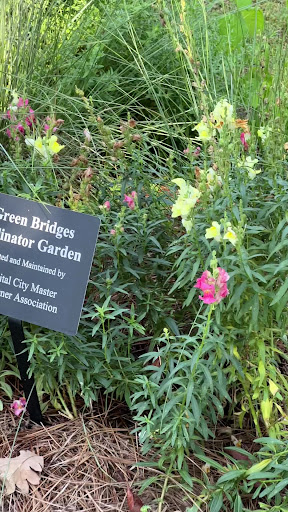 Green Bridges
linator Garden
ed and Maintained by
ital City Master
ner Association